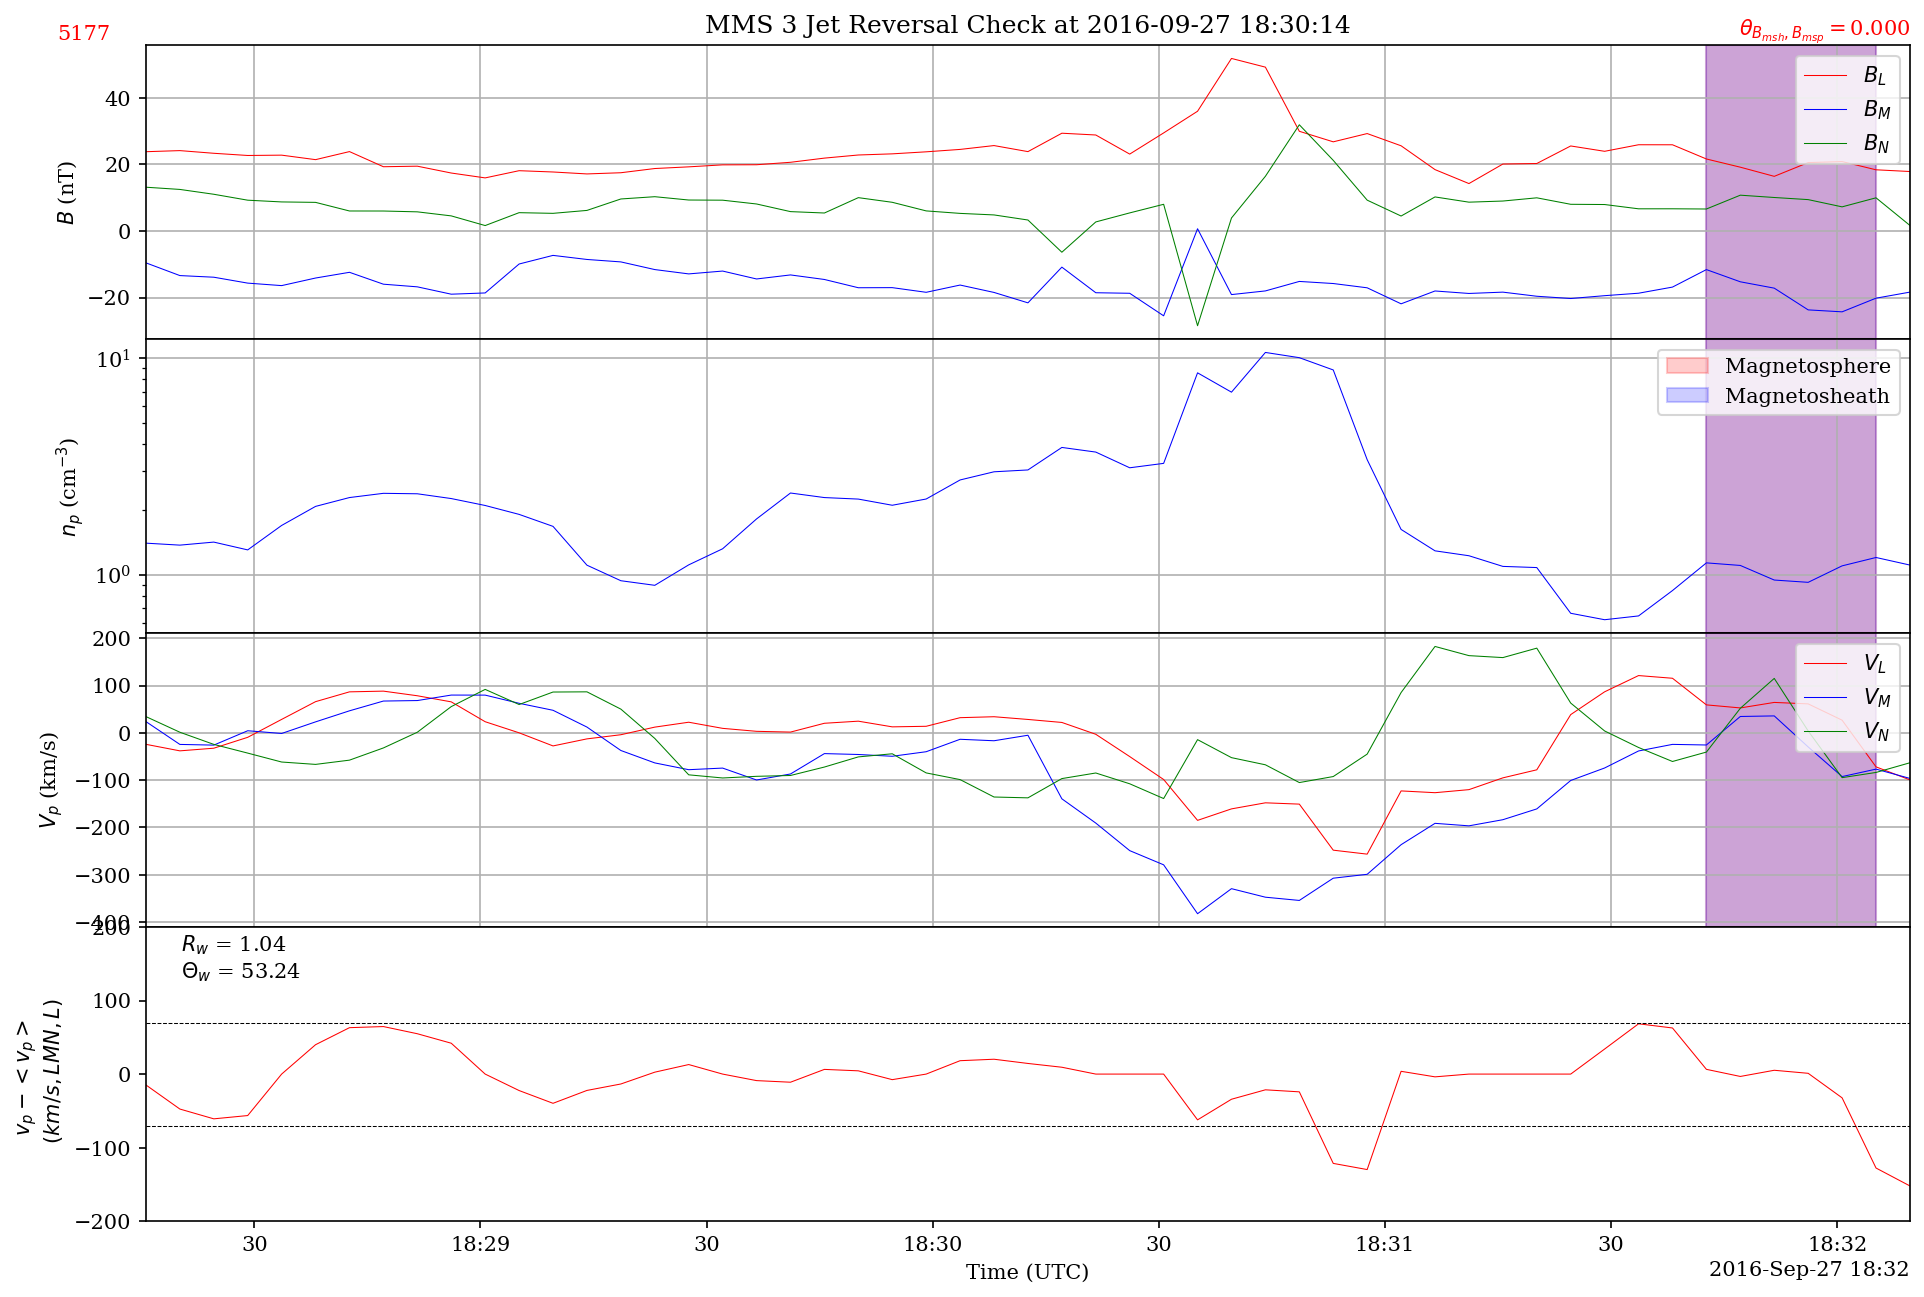 5177
MMS 3 Jet Reversal Check at 2016-09-27 18:30:14
θ_{B_{msh}, B_{msp}} = 0.000
B (nT)
40
20
0
−20
B_L
B_M
B_N
n_p (cm^{−3})
10^1
10^0
Magnetosphere
Magnetosheath
V_p (km/s)
200
100
0
−100
−200
−300
−400
V_L
V_M
V_N
v_p − < v_p >
(km/s, LMN, L)
200
100
0
−100
−200
R_w = 1.04
Θ_w = 53.24
30
18:29
30
18:30
30
18:31
30
18:32
Time (UTC)
2016-Sep-27 18:32